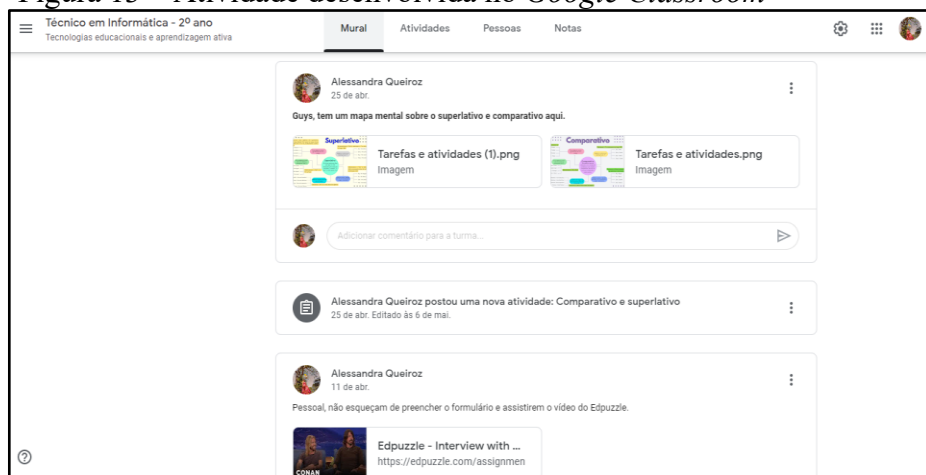 Figura 15 – Atividade desenvolvida no Google Classroom
Técnico em Informática - 2º ano
Tecnologias educacionais e aprendizagem ativa
Mural
Atividades
Pessoas
Notas
Alessandra Queiroz
25 de abr.
Guys, tem um mapa mental sobre o superlativo e comparativo aqui.
Superlativo
Tarefas e atividades (1).png
Imagem
Comparativo
Tarefas e atividades.png
Imagem
Adicionar comentário para a turma...
Alessandra Queiroz postou uma nova atividade: Comparativo e superlativo
25 de abr. Editado às 6 de mai.
Alessandra Queiroz
11 de abr.
Pessoal, não esqueçam de preencher o formulário e assistirem o vídeo do Edpuzzle.
CONAN
Edpuzzle - Interview with ...
https://edpuzzle.com/assignmen